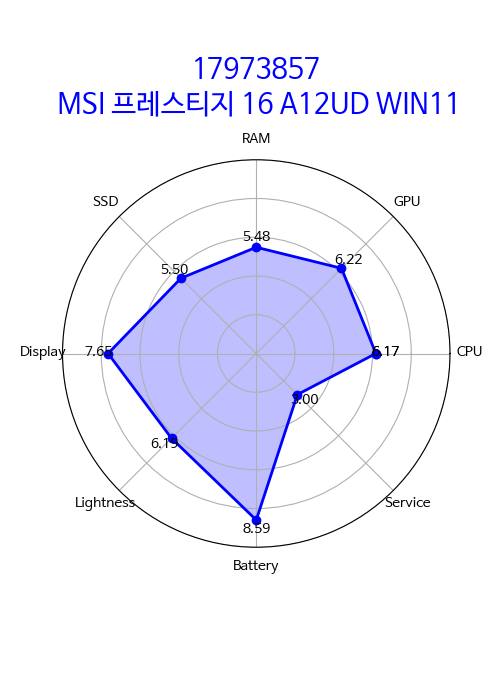 17973857
MSI 프레스티지 16 A12UD WIN11
RAM
SSD
GPU
5.48
5.50
6.22
Display
7.65
6.17
CPU
6.19
3.00
Lightness
Service
8.59
Battery